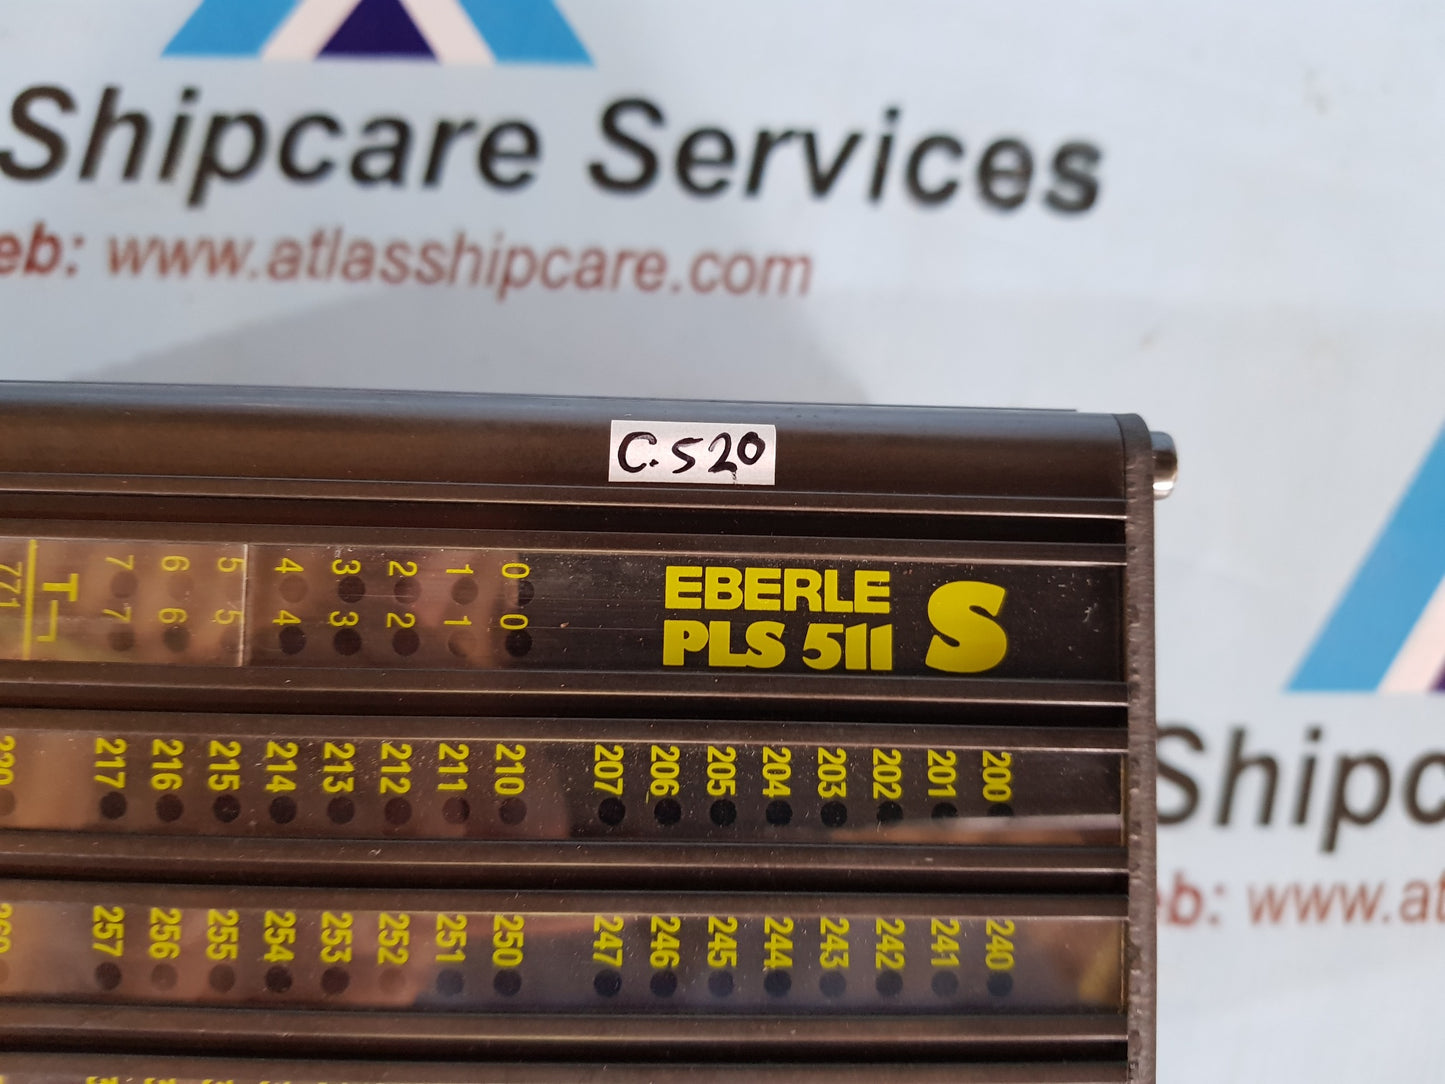 Shipcare Services
eb: www.atlasshipcare.com
C.520
7 6 5 4 3 2 1 0
771 T 7 6 5 4 3 2 1 0
EBERLE
PLS 511 S
217 216 215 214 213 212 211 210 207 206 205 204 203 202 201 200
Shipc
eb: www.at
257 256 255 254 253 252 251 250 247 246 245 244 243 242 241 240